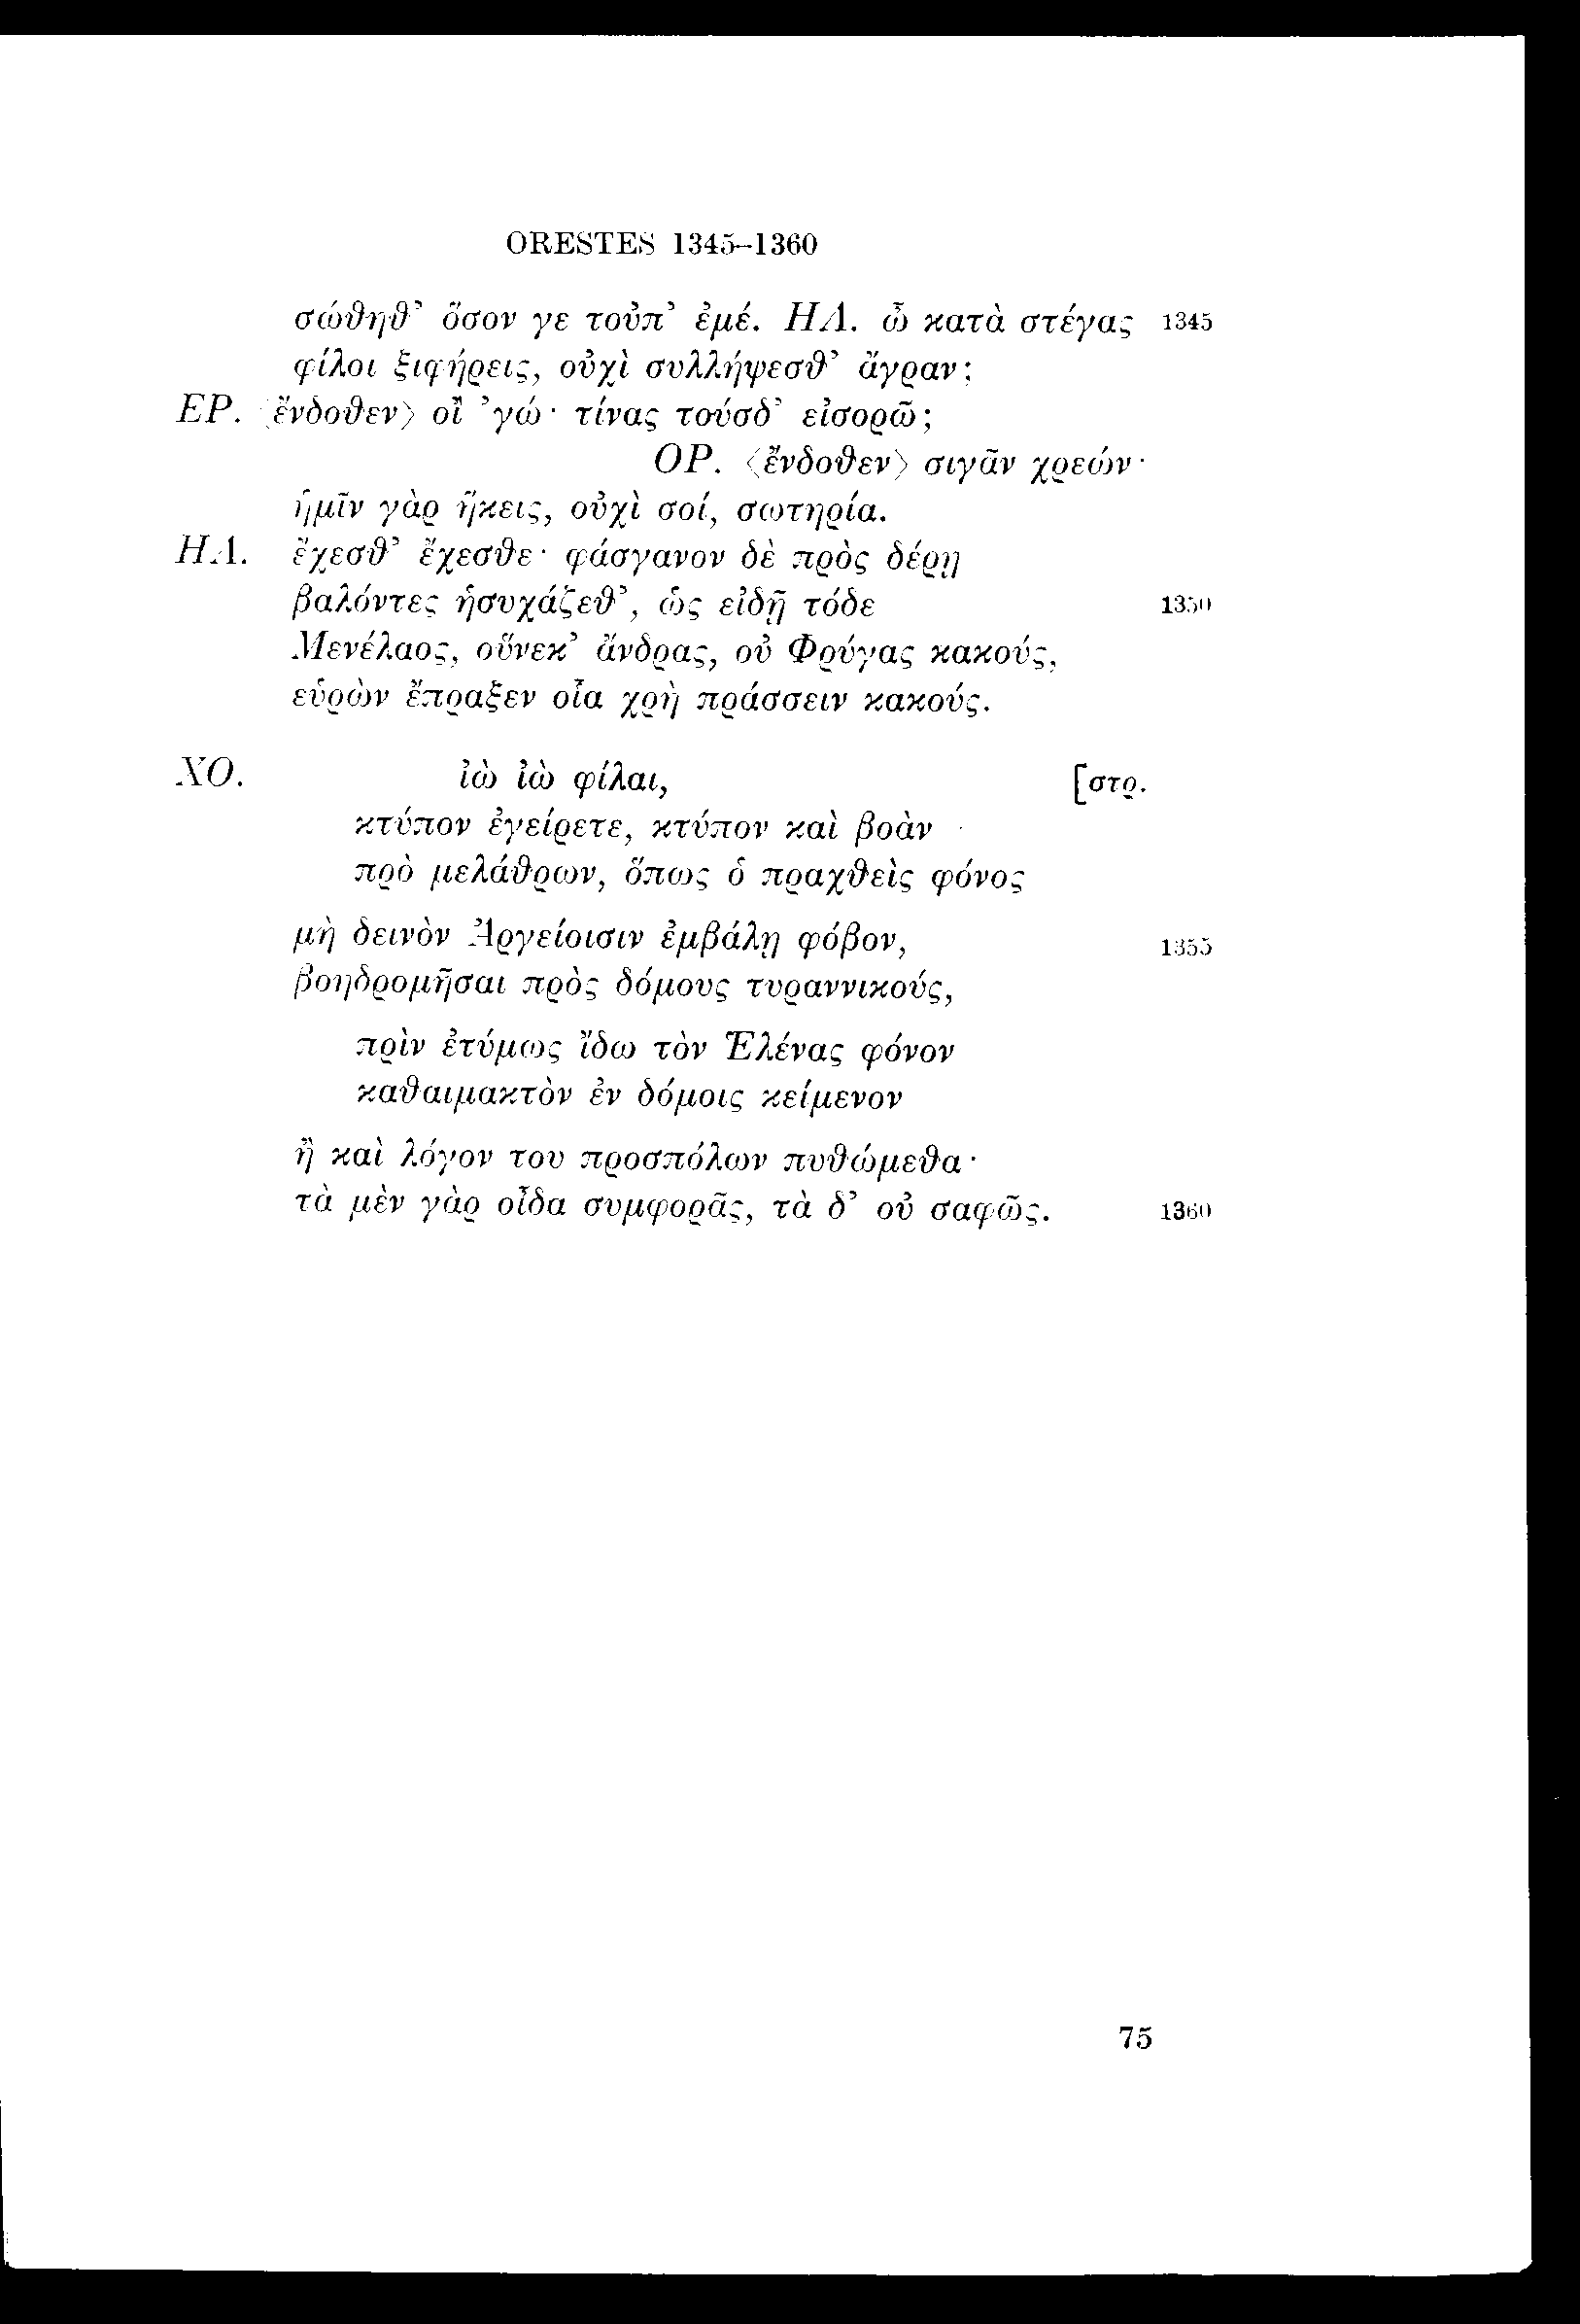 ORESTES 1345–1360
σώθηθ’ ὅσον γε τοὐπ’ ἐμέ. ΗΛ. ὦ κατὰ στέγας 1345
φίλοι ξιφήρεις, οὐχὶ συλλήψεσθ’ ἄγραν;
ΕΡ. ⟨ἔνδοθεν⟩ οἲ ’γώ· τίνας τούσδ’ εἰσορῶ;
ΟΡ. ⟨ἔνδοθεν⟩ σιγᾶν χρεών·
ἡμῖν γὰρ ἥκεις, οὐχὶ σοί, σωτηρία.
ΗΛ. ἔχεσθ’ ἔχεσθε· φάσγανον δὲ πρὸς δέρῃ
βαλόντες ἡσυχάζεθ’, ὡς εἰδῇ τόδε 1350
Μενέλαος, οὕνεκ’ ἄνδρας, οὐ Φρύγας κακούς,
εὑρὼν ἔπραξεν οἷα χρὴ πράσσειν κακούς.
ΧΟ. ἰὼ ἰὼ φίλαι, [στρ.
κτύπον ἐγείρετε, κτύπον καὶ βοὰν
πρὸ μελάθρων, ὅπως ὁ πραχθεὶς φόνος
μὴ δεινὸν Ἀργείοισιν ἐμβάλῃ φόβον, 1355
βοηδρομῆσαι πρὸς δόμους τυραννικούς,
πρὶν ἐτύμως ἴδω τὸν Ἑλένας φόνον
καθαιμακτὸν ἐν δόμοις κείμενον
ἢ καὶ λόγον του προσπόλων πυθώμεθα·
τὰ μὲν γὰρ οἶδα συμφορᾶς, τὰ δ’ οὐ σαφῶς. 1360
75